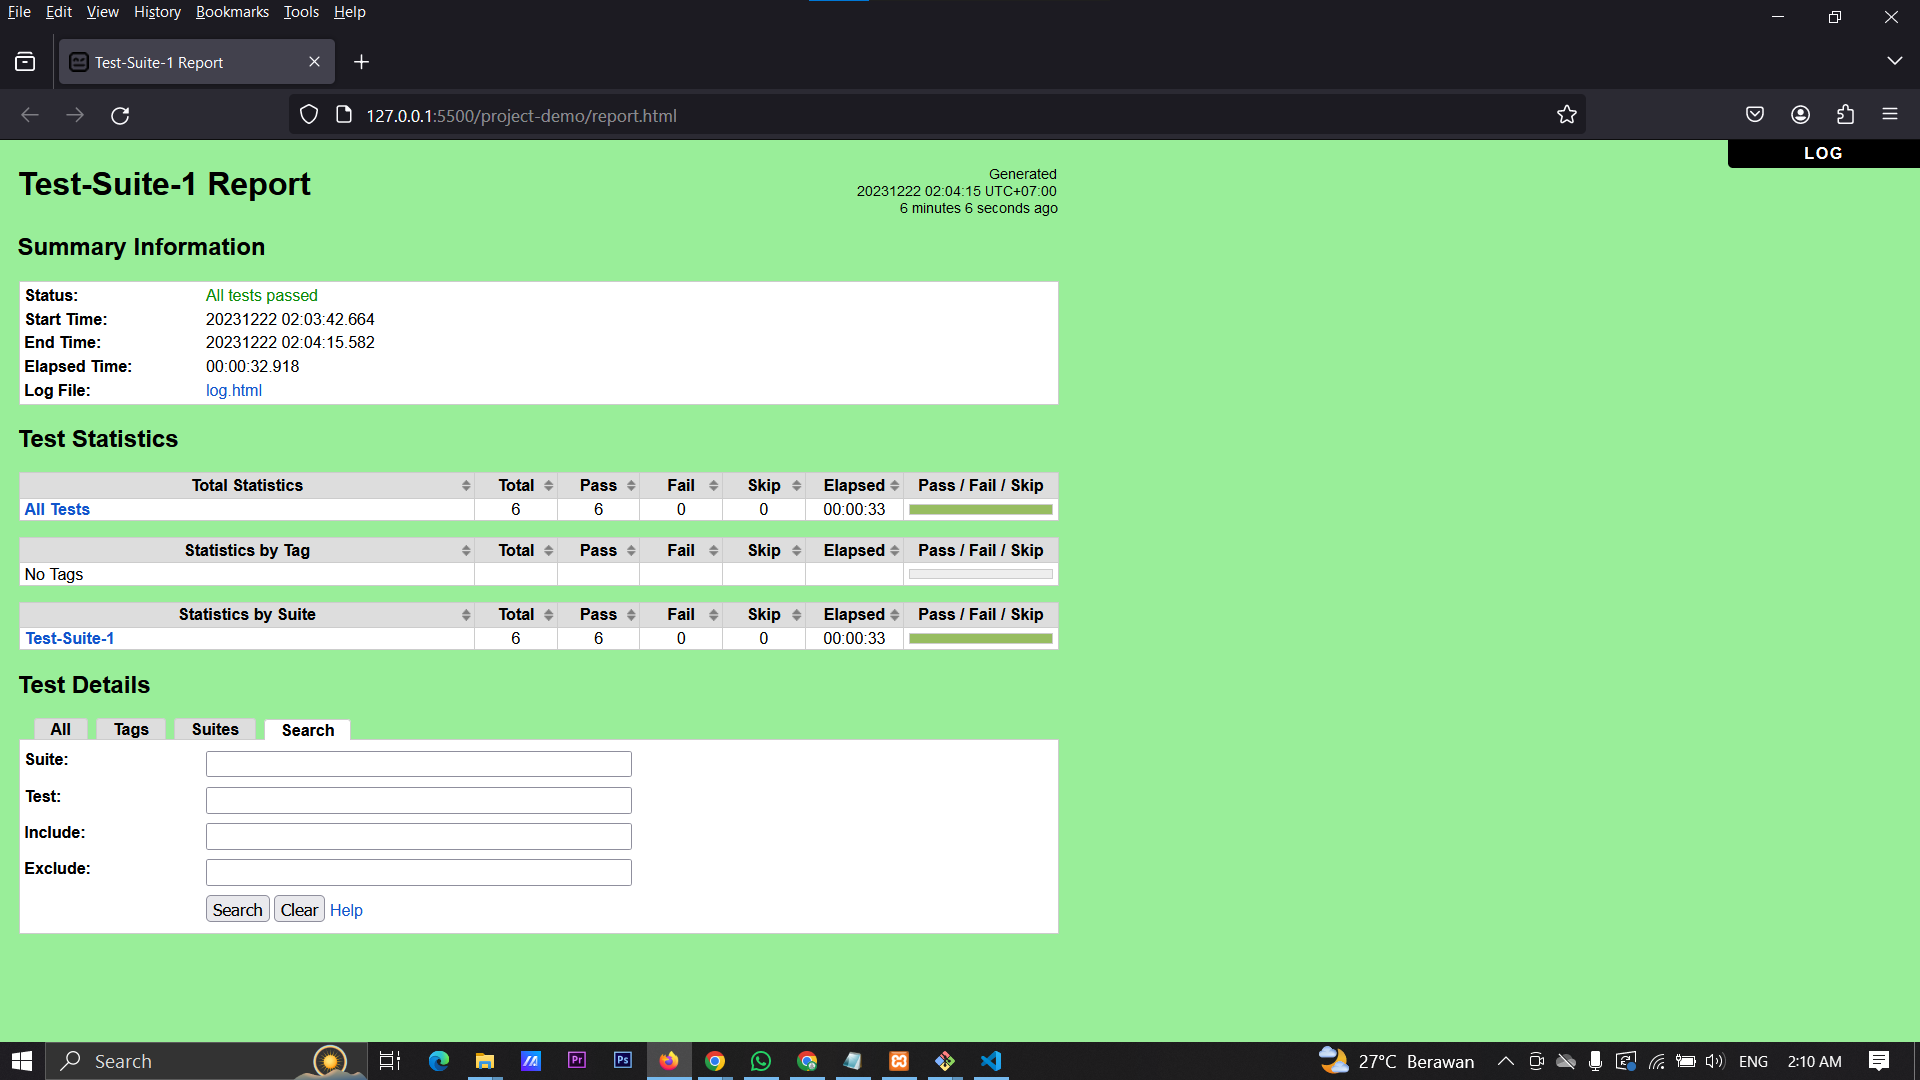 File Edit View History Bookmarks Tools Help
Test-Suite-1 Report
127.0.0.1:5500/project-demo/report.html
LOG
Test-Suite-1 Report
Generated
20231222 02:04:15 UTC+07:00
6 minutes 6 seconds ago
Summary Information
Status: All tests passed
Start Time: 20231222 02:03:42.664
End Time: 20231222 02:04:15.582
Elapsed Time: 00:00:32.918
Log File: log.html
Test Statistics
Total Statistics Total Pass Fail Skip Elapsed Pass / Fail / Skip
All Tests 6 6 0 0 00:00:33
Statistics by Tag Total Pass Fail Skip Elapsed Pass / Fail / Skip
No Tags
Statistics by Suite Total Pass Fail Skip Elapsed Pass / Fail / Skip
Test-Suite-1 6 6 0 0 00:00:33
Test Details
All Tags Suites Search
Suite:
Test:
Include:
Exclude:
Search Clear Help
Search Pr Ps 27°C Berawan ENG 2:10 AM